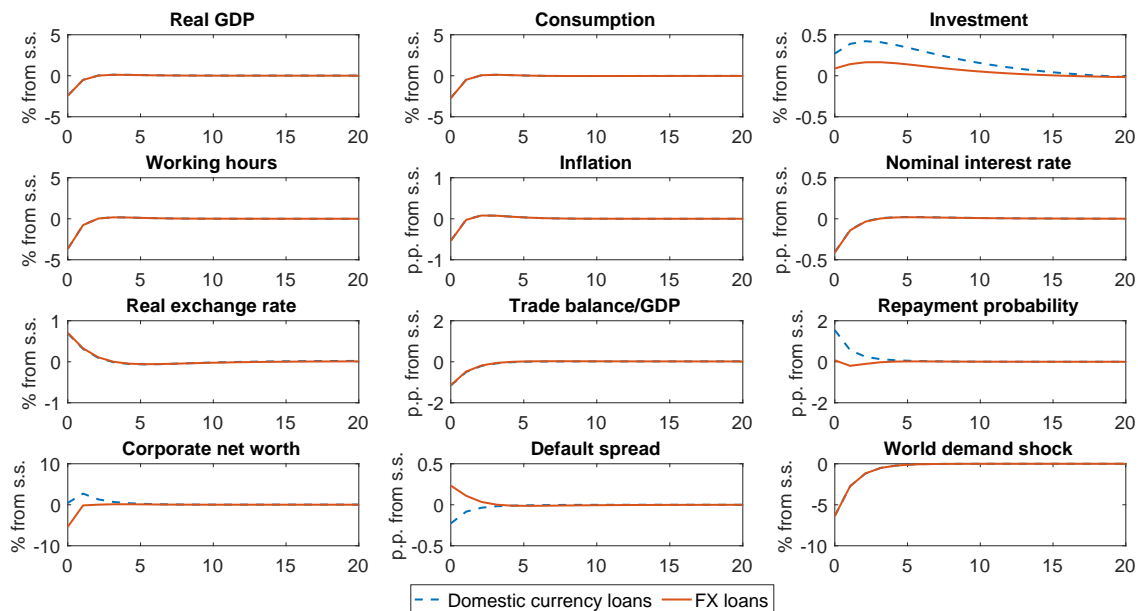 Real GDP
Consumption
Investment
% from s.s.
5
0
-5
0 5 10 15 20
% from s.s.
5
0
-5
0 5 10 15 20
% from s.s.
0.5
0
-0.5
0 5 10 15 20
Working hours
Inflation
Nominal interest rate
% from s.s.
5
0
-5
0 5 10 15 20
p.p. from s.s.
1
0
-1
0 5 10 15 20
p.p. from s.s.
0.5
0
-0.5
0 5 10 15 20
Real exchange rate
Trade balance/GDP
Repayment probability
% from s.s.
1
0
-1
0 5 10 15 20
p.p. from s.s.
2
0
-2
0 5 10 15 20
p.p. from s.s.
2
0
-2
0 5 10 15 20
Corporate net worth
Default spread
World demand shock
% from s.s.
10
0
-10
0 5 10 15 20
p.p. from s.s.
0.5
0
-0.5
0 5 10 15 20
% from s.s.
0
-5
-10
0 5 10 15 20
Domestic currency loans FX loans